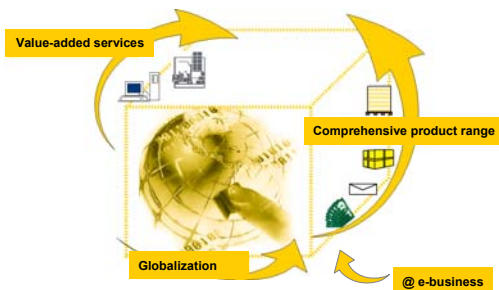 Value-added services
Comprehensive product range
Globalization
@ e-business